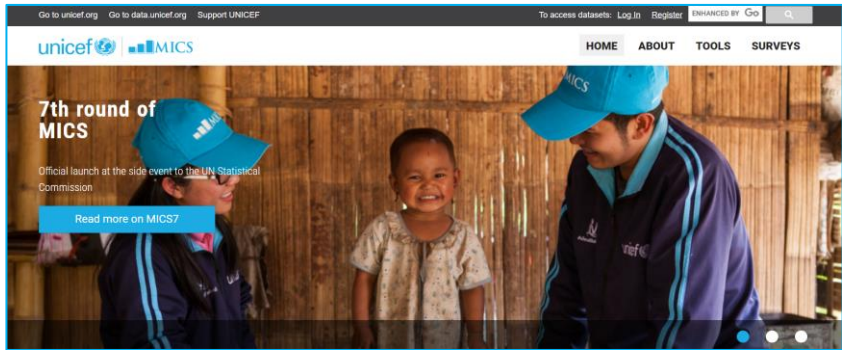 Go to unicef.org Go to data.unicef.org Support UNICEF To access datasets: Log In Register ENHANCED BY Go
unicef MICS HOME ABOUT TOOLS SURVEYS
7th round of
MICS
Official launch at the side event to the UN Statistical
Commission
Read more on MICS7
MICS
unicef